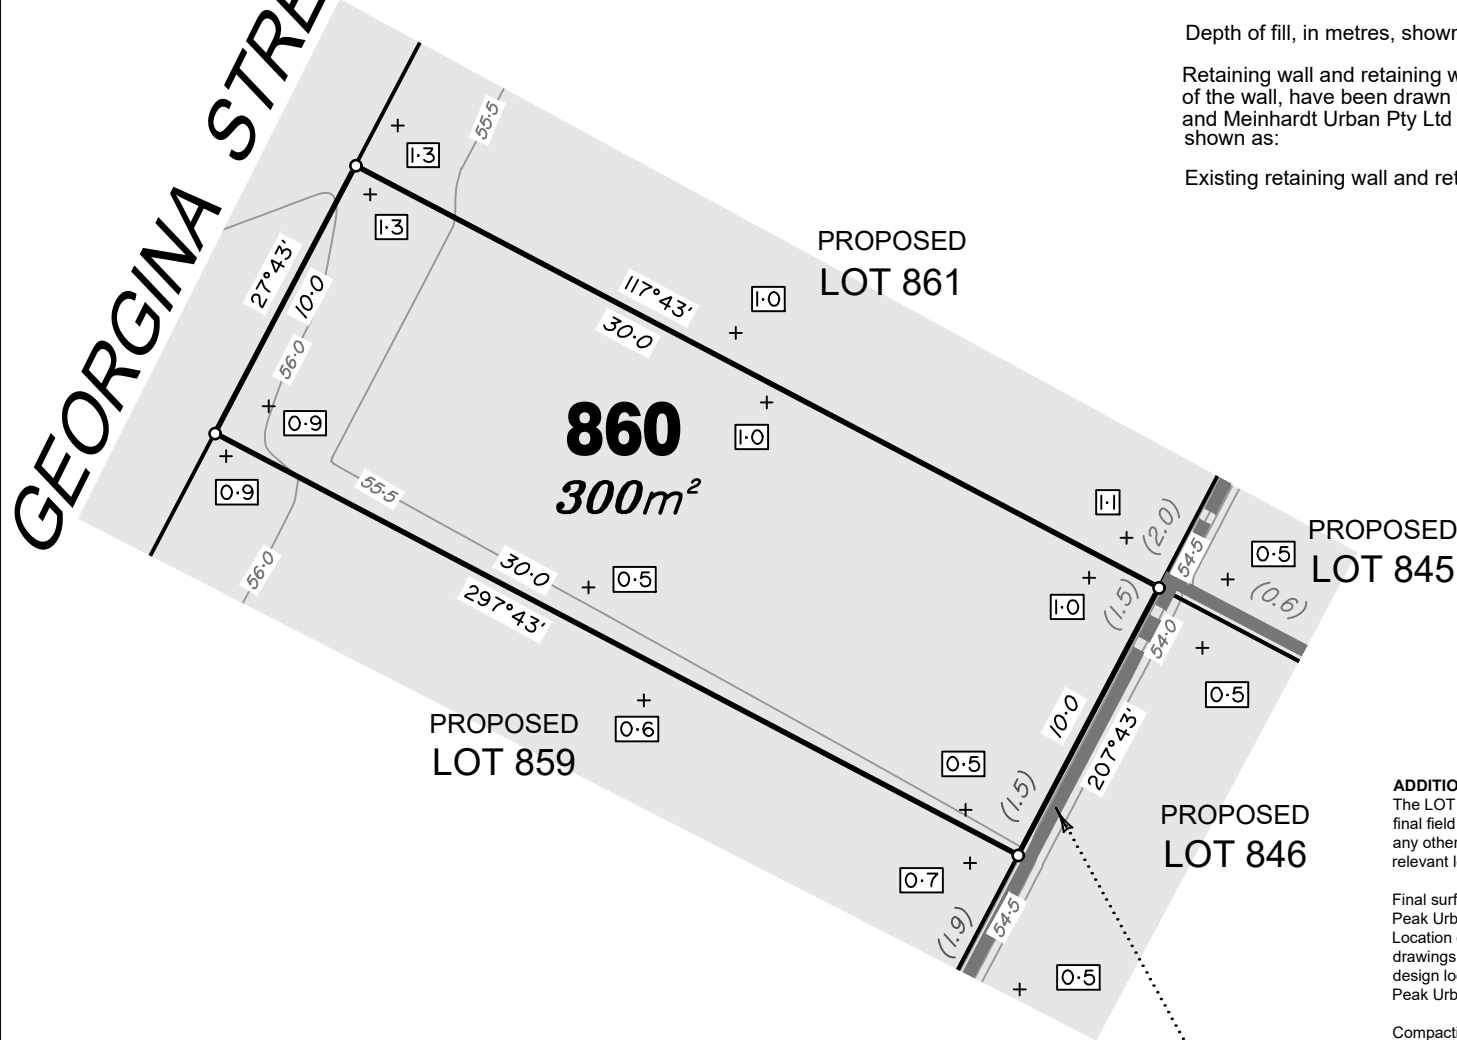 Depth of fill, in metres, shown
Retaining wall and retaining w
of the wall, have been drawn
and Meinhardt Urban Pty Ltd
shown as:
Existing retaining wall and ret
GEORGINA STRE
55·5
1·3
1·3
27°43'
10·0
56·0
0·9
0·9
56·0
117°43'
30·0
1·0
PROPOSED
LOT 861
860
300m²
1·0
55·5
30·0
297°43'
0·5
PROPOSED
LOT 859
0·6
1·1
(2.0)
54·5
0·5
PROPOSED
LOT 845
(0.6)
1·0
(1.5)
54·0
0·5
10·0
207°43'
0·5
(1.5)
PROPOSED
LOT 846
0·7
(1.9)
54·5
0·5
ADDITIO
The LOT
final field
any other
relevant l
Final surf
Peak Urb
Location
drawings
design lo
Peak Urb
Compacti